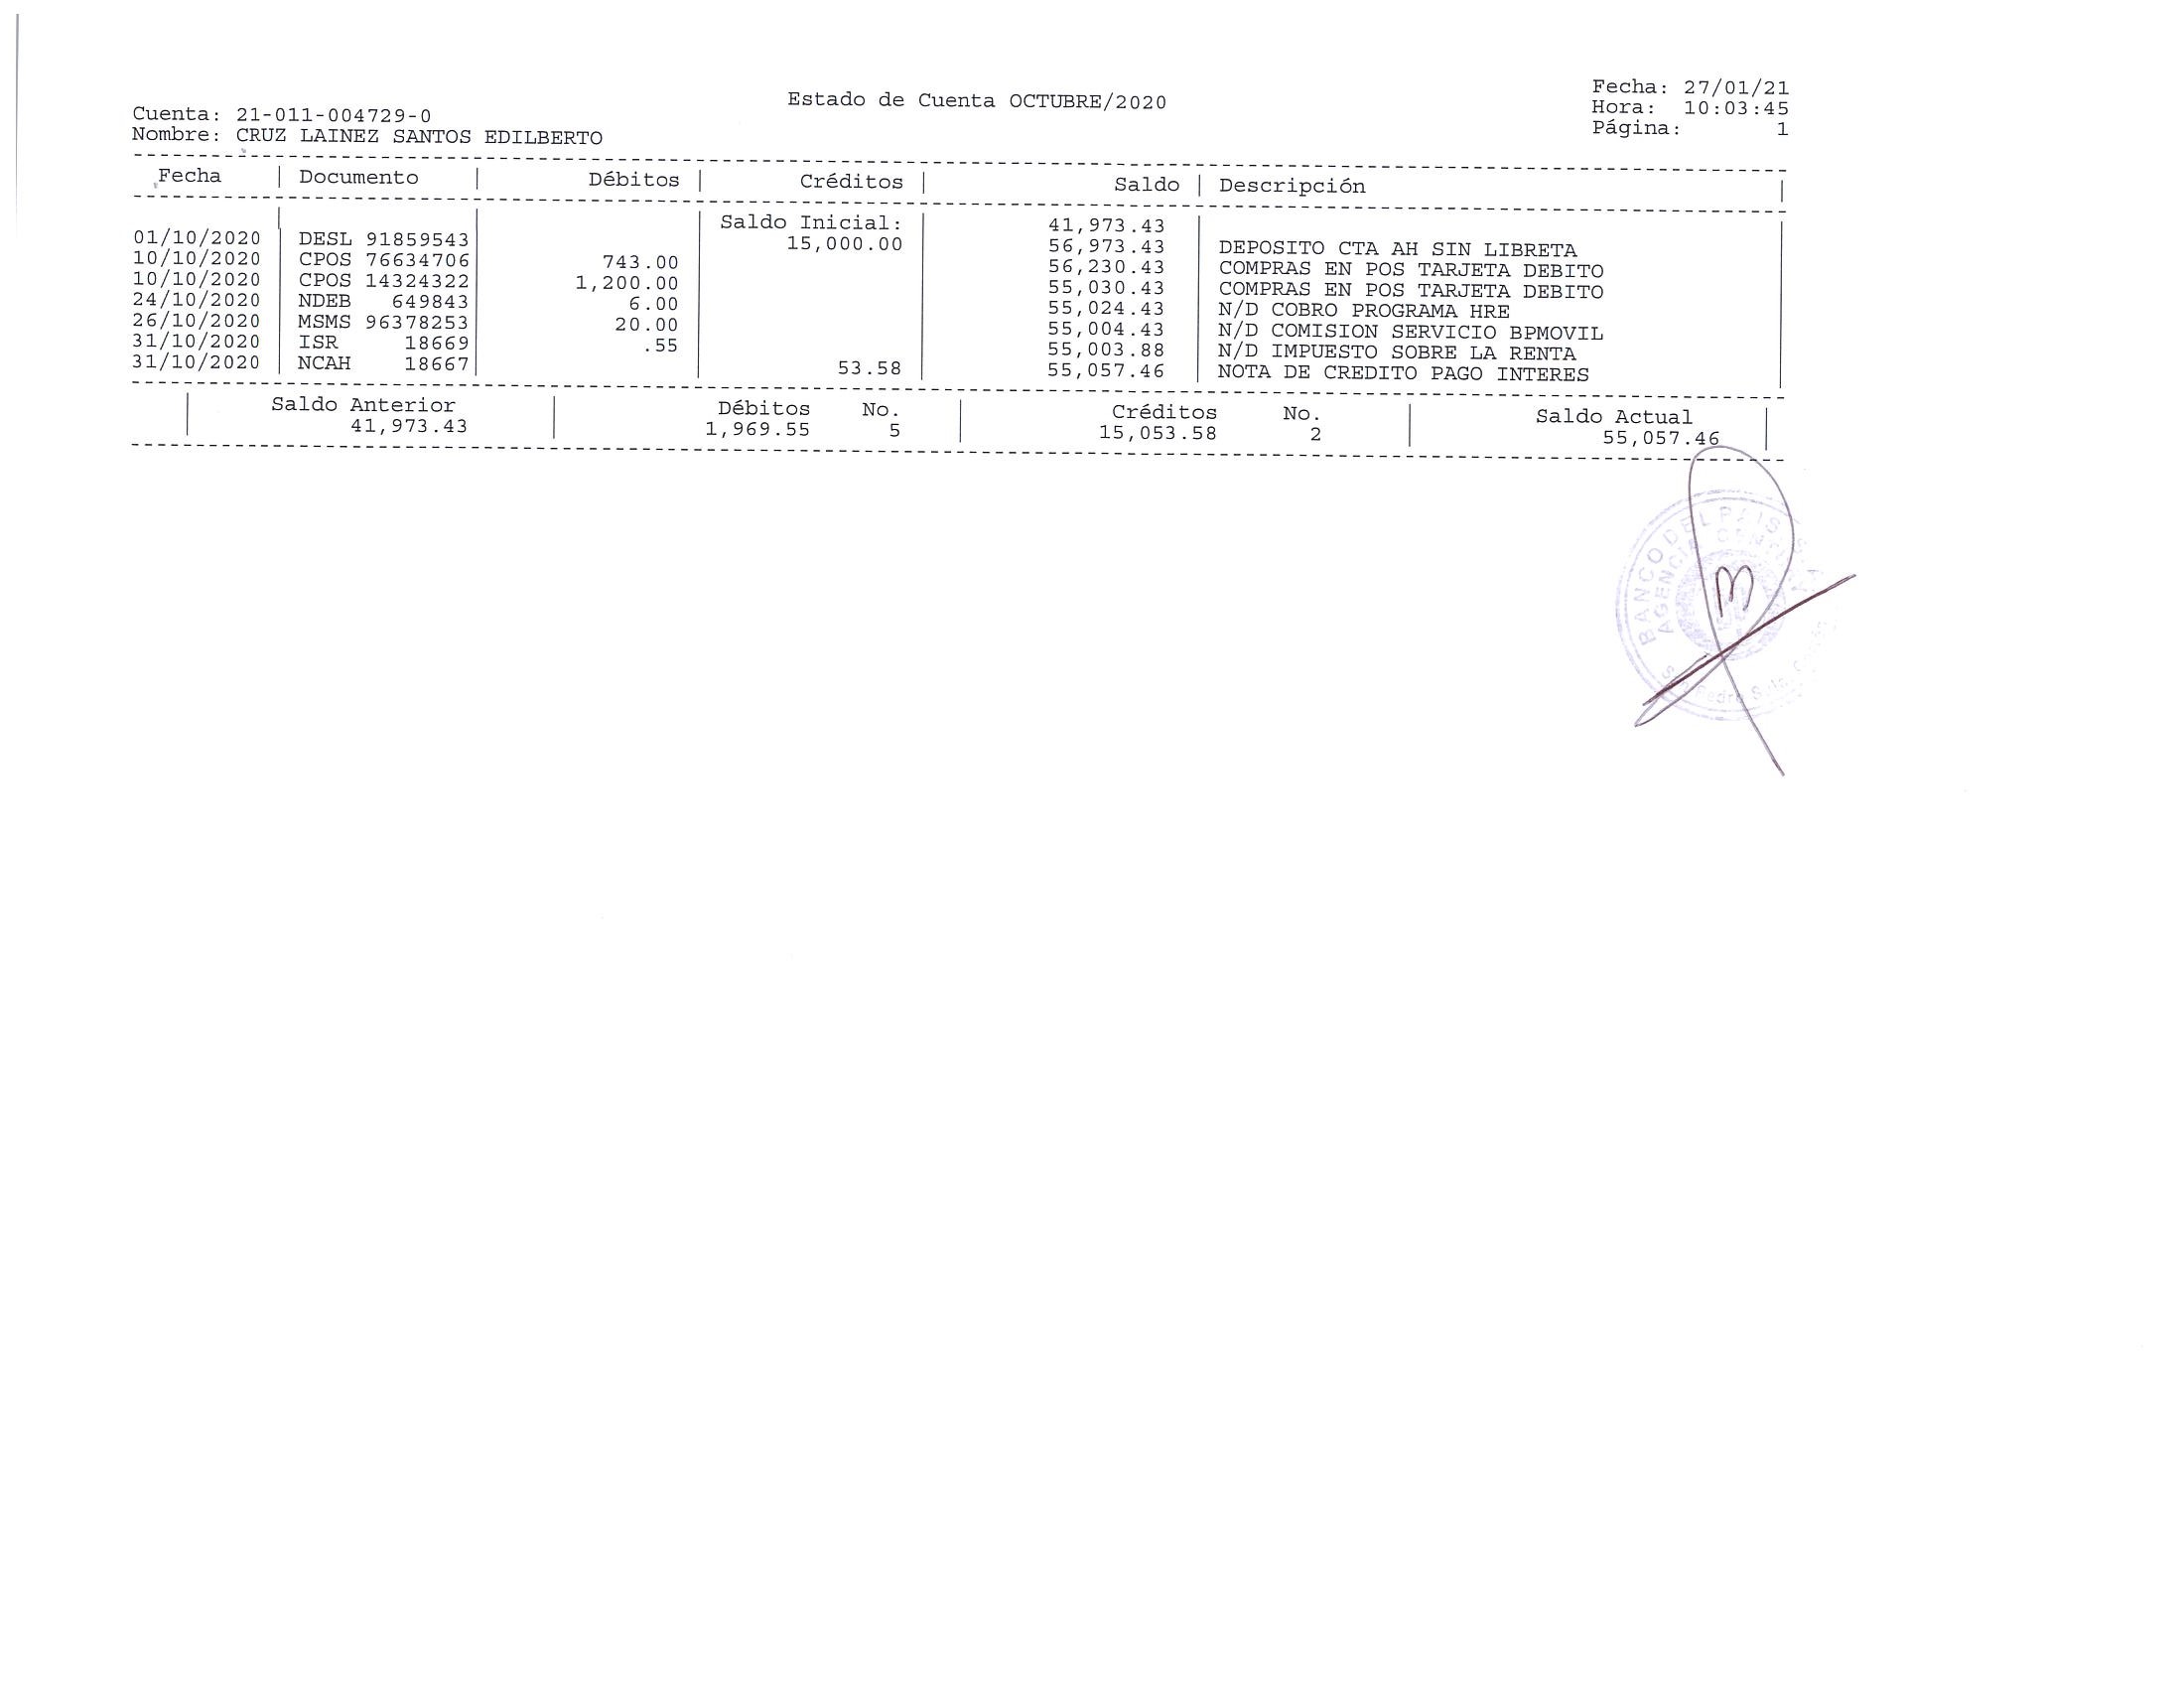 Fecha: 27/01/21
Estado de Cuenta OCTUBRE/2020
Hora: 10:03:45
Cuenta: 21-011-004729-0
Página: 1
Nombre: CRUZ LAINEZ SANTOS EDILBERTO
Fecha | Documento | Débitos | Créditos | Saldo | Descripción |
Saldo Inicial: 41,973.43
01/10/2020 | DESL 91859543 | | 15,000.00 | 56,973.43 | DEPOSITO CTA AH SIN LIBRETA
10/10/2020 | CPOS 76634706 | 743.00 | | 56,230.43 | COMPRAS EN POS TARJETA DEBITO
10/10/2020 | CPOS 14324322 | 1,200.00 | | 55,030.43 | COMPRAS EN POS TARJETA DEBITO
24/10/2020 | NDEB 649843 | 6.00 | | 55,024.43 | N/D COBRO PROGRAMA HRE
26/10/2020 | MSMS 96378253 | 20.00 | | 55,004.43 | N/D COMISION SERVICIO BPMOVIL
31/10/2020 | ISR 18669 | .55 | | 55,003.88 | N/D IMPUESTO SOBRE LA RENTA
31/10/2020 | NCAH 18667 | | 53.58 | 55,057.46 | NOTA DE CREDITO PAGO INTERES
| Saldo Anterior | Débitos No. | Créditos No. | Saldo Actual |
| 41,973.43 | 1,969.55 5 | 15,053.58 2 | 55,057.46 |
BANCO DEL PAIS
AGENCIA
San Pedro Sula